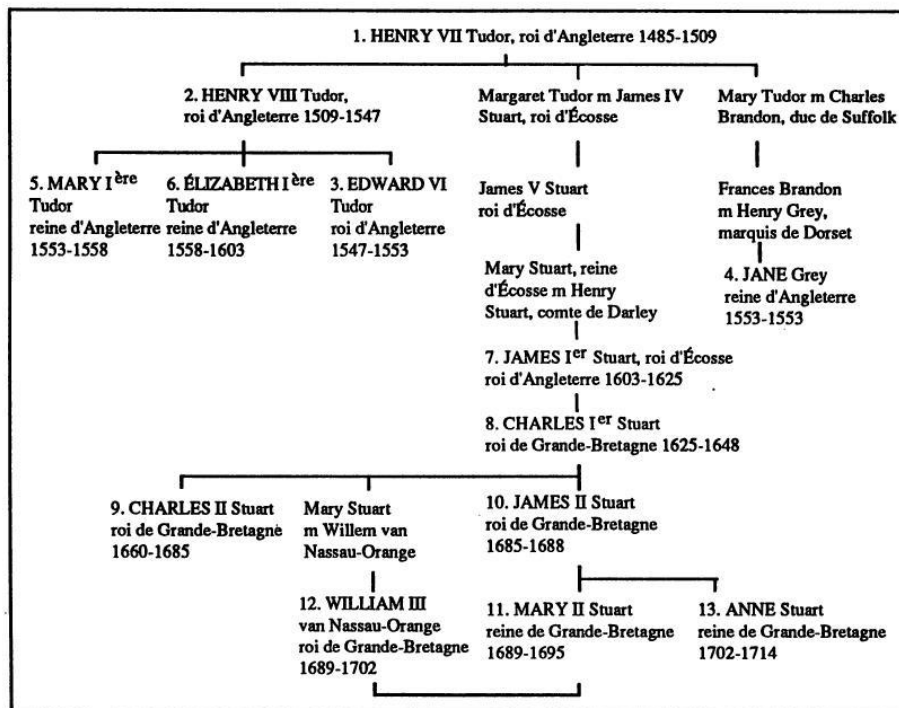 1. HENRY VII Tudor, roi d'Angleterre 1485-1509
2. HENRY VIII Tudor,
roi d'Angleterre 1509-1547
Margaret Tudor m James IV
Stuart, roi d'Écosse
Mary Tudor m Charles
Brandon, duc de Suffolk
5. MARY Ière
Tudor
reine d'Angleterre
1553-1558
6. ÉLIZABETH Ière
Tudor
reine d'Angleterre
1558-1603
3. EDWARD VI
Tudor
roi d'Angleterre
1547-1553
James V Stuart
roi d'Écosse
Frances Brandon
m Henry Grey,
marquis de Dorset
Mary Stuart, reine
d'Écosse m Henry
Stuart, comte de Darley
4. JANE Grey
reine d'Angleterre
1553-1553
7. JAMES Ier Stuart, roi d'Écosse
roi d'Angleterre 1603-1625
8. CHARLES Ier Stuart
roi de Grande-Bretagne 1625-1648
9. CHARLES II Stuart
roi de Grande-Bretagne
1660-1685
Mary Stuart
m Willem van
Nassau-Orange
10. JAMES II Stuart
roi de Grande-Bretagne
1685-1688
12. WILLIAM III
van Nassau-Orange
roi de Grande-Bretagne
1689-1702
11. MARY II Stuart
reine de Grande-Bretagne
1689-1695
13. ANNE Stuart
reine de Grande-Bretagne
1702-1714